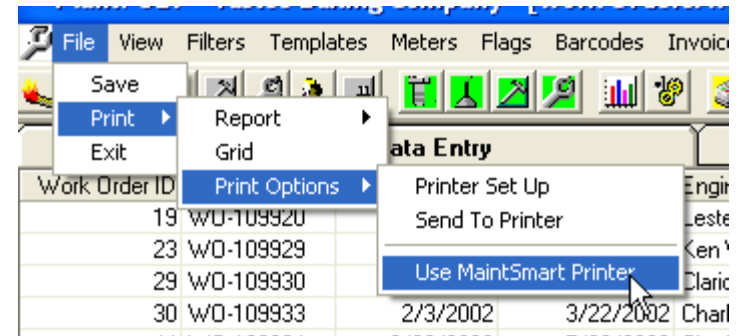 File View Filters Templates Meters Flags Barcodes
Save
Print
Exit
Report
Grid
Print Options
Printer Set Up
Send To Printer
Use MaintSmart Printer
ata Entry
Work Order ID
19 WO-109920
23 WO-109929 Ken
29 WO-109930
30 WO-109933 2/3/2002 3/22/2002